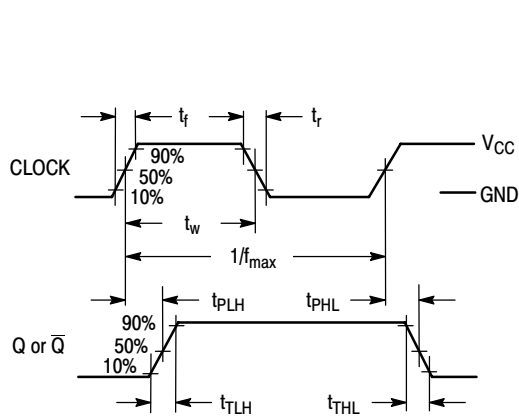 t_f t_r
V_CC
90%
CLOCK 50%
10%
GND
t_w
1/f_max
t_PLH t_PHL
90%
Q or Q̅ 50%
10%
t_TLH t_THL